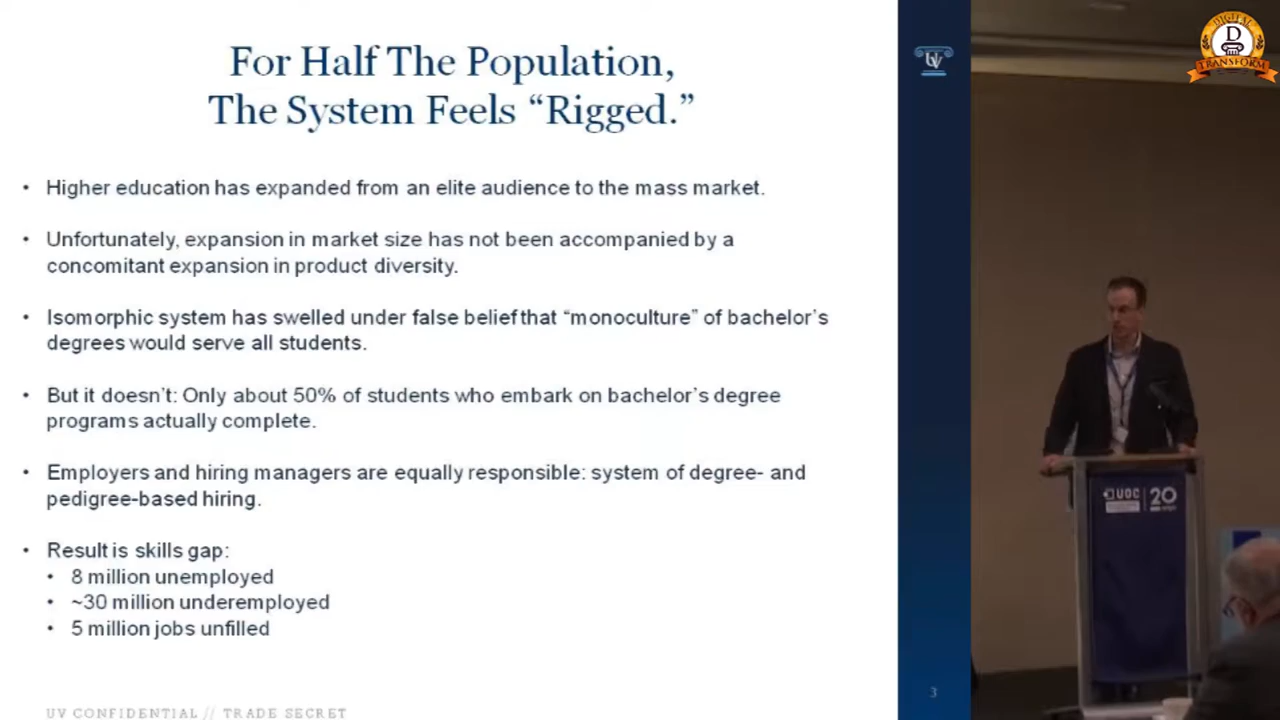 For Half The Population,
The System Feels “Rigged.”
• Higher education has expanded from an elite audience to the mass market.
• Unfortunately, expansion in market size has not been accompanied by a
concomitant expansion in product diversity.
• Isomorphic system has swelled under false belief that “monoculture” of bachelor’s
degrees would serve all students.
• But it doesn’t: Only about 50% of students who embark on bachelor’s degree
programs actually complete.
• Employers and hiring managers are equally responsible: system of degree- and
pedigree-based hiring.
• Result is skills gap:
• 8 million unemployed
• ~30 million underemployed
• 5 million jobs unfilled
UV CONFIDENTIAL // TRADE SECRET
3
UV
DIGITAL
D
TRANSFORM
UOC
20